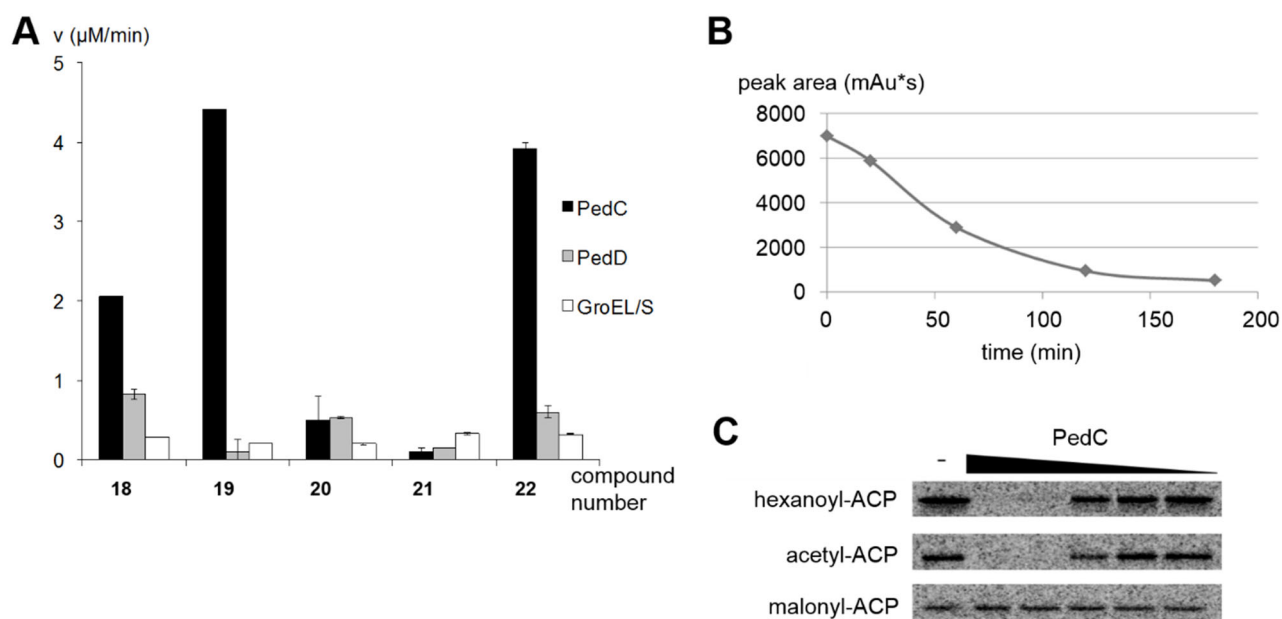 A
v (µM/min)
5
4
3
2
1
0
PedC
PedD
GroEL/S
18 19 20 21 22 compound
number
B
peak area (mAu*s)
8000
6000
4000
2000
0
0 50 100 150 200
time (min)
C
PedC
-
hexanoyl-ACP
acetyl-ACP
malonyl-ACP